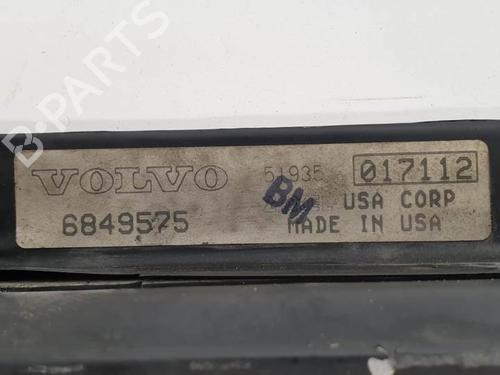 B-PARTS
VOLVO 51935 017112
BM USA CORP
6849575 MADE IN USA